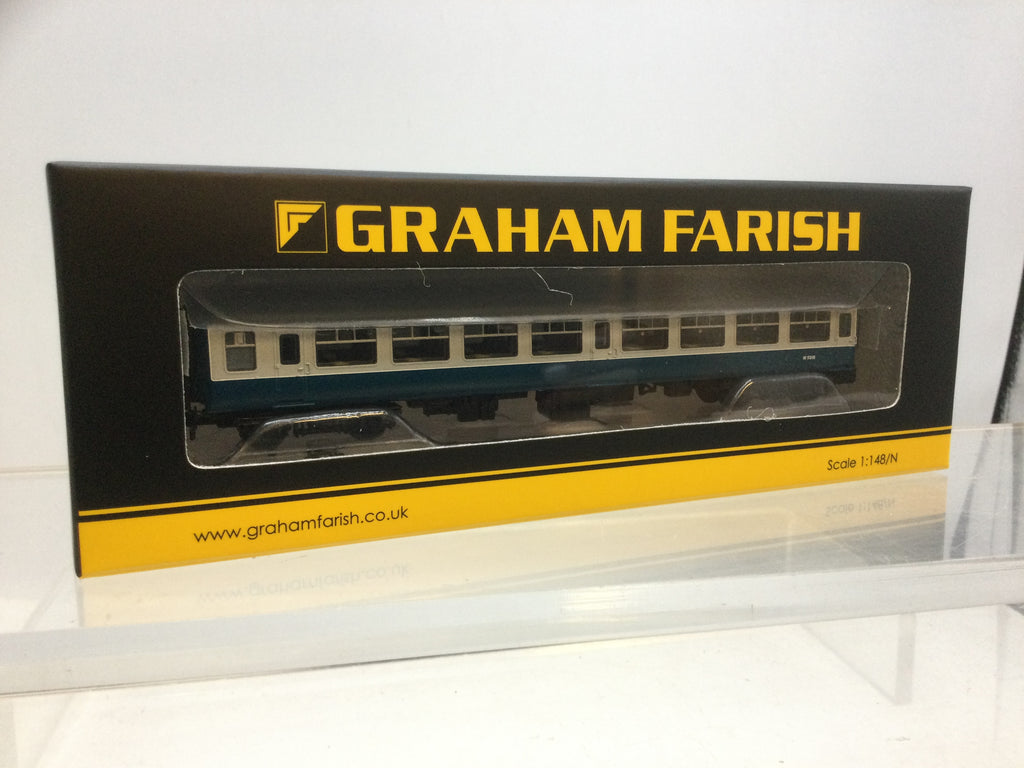 GRAHAM FARISH
www.grahamfarish.co.uk
Scale 1:148/N